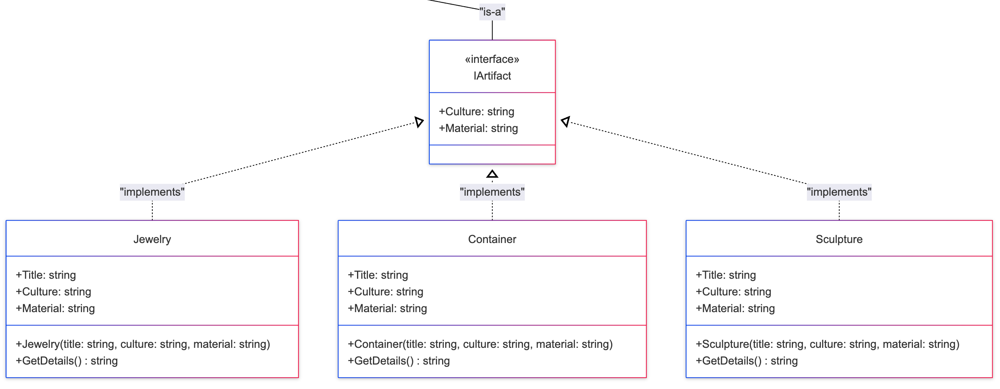 "is-a"
«interface»
IArtifact
+Culture: string
+Material: string
"implements"
"implements"
"implements"
Jewelry
+Title: string
+Culture: string
+Material: string
+Jewelry(title: string, culture: string, material: string)
+GetDetails() : string
Container
+Title: string
+Culture: string
+Material: string
+Container(title: string, culture: string, material: string)
+GetDetails() : string
Sculpture
+Title: string
+Culture: string
+Material: string
+Sculpture(title: string, culture: string, material: string)
+GetDetails() : string